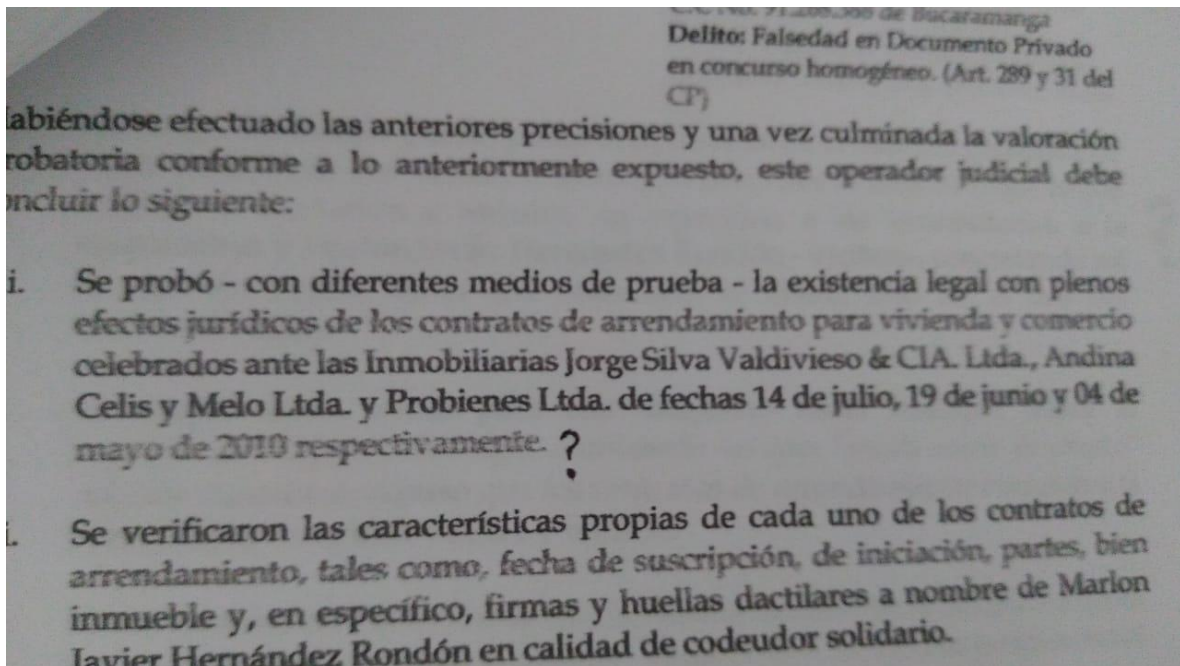 de Bucaramanga
Delito: Falsedad en Documento Privado
en concurso homogéneo. (Art. 289 y 31 del
CP)
abiéndose efectuado las anteriores precisiones y una vez culminada la valoración
robatoria conforme a lo anteriormente expuesto, este operador judicial debe
oncluir lo siguiente:
i. Se probó - con diferentes medios de prueba - la existencia legal con plenos
efectos jurídicos de los contratos de arrendamiento para vivienda y comercio
celebrados ante las Inmobiliarias Jorge Silva Valdivieso & CIA. Ltda., Andina
Celis y Melo Ltda. y Probienes Ltda. de fechas 14 de julio, 19 de junio y 04 de
mayo de 2010 respectivamente. ?
i. Se verificaron las características propias de cada uno de los contratos de
arrendamiento, tales como, fecha de suscripción, de iniciación, partes, bien
inmueble y, en específico, firmas y huellas dactilares a nombre de Marlon
Javier Hernández Rondón en calidad de codeudor solidario.